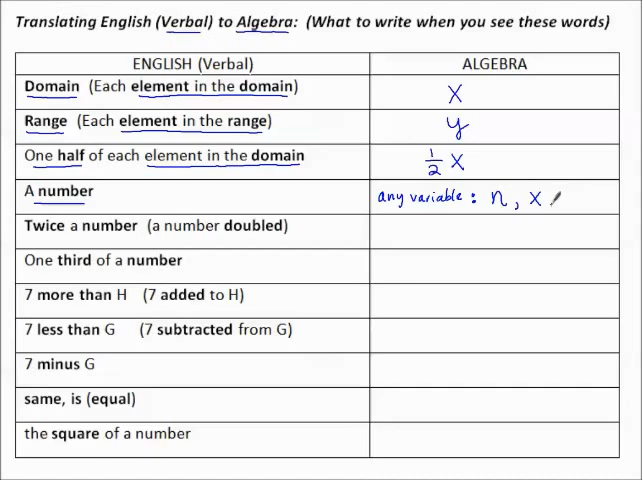 Translating English (Verbal) to Algebra: (What to write when you see these words)
ENGLISH (Verbal) ALGEBRA
Domain (Each element in the domain) X
Range (Each element in the range) y
One half of each element in the domain 1/2 X
A number any variable: n, x
Twice a number (a number doubled)
One third of a number
7 more than H (7 added to H)
7 less than G (7 subtracted from G)
7 minus G
same, is (equal)
the square of a number